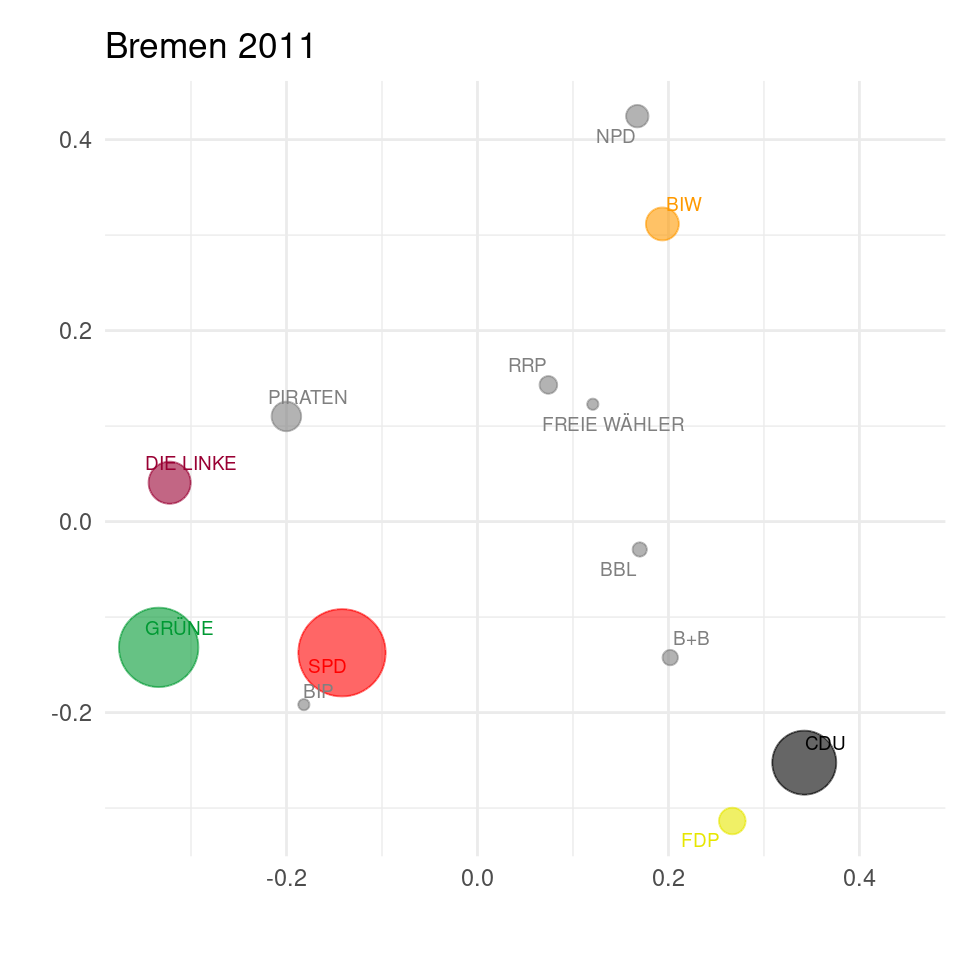 Bremen 2011
0.4
NPD
BIW
0.2
RRP
PIRATEN
FREIE WÄHLER
DIE LINKE
0.0
BBL
GRÜNE
B+B
SPD
BIP
-0.2
CDU
FDP
-0.2
0.0
0.2
0.4